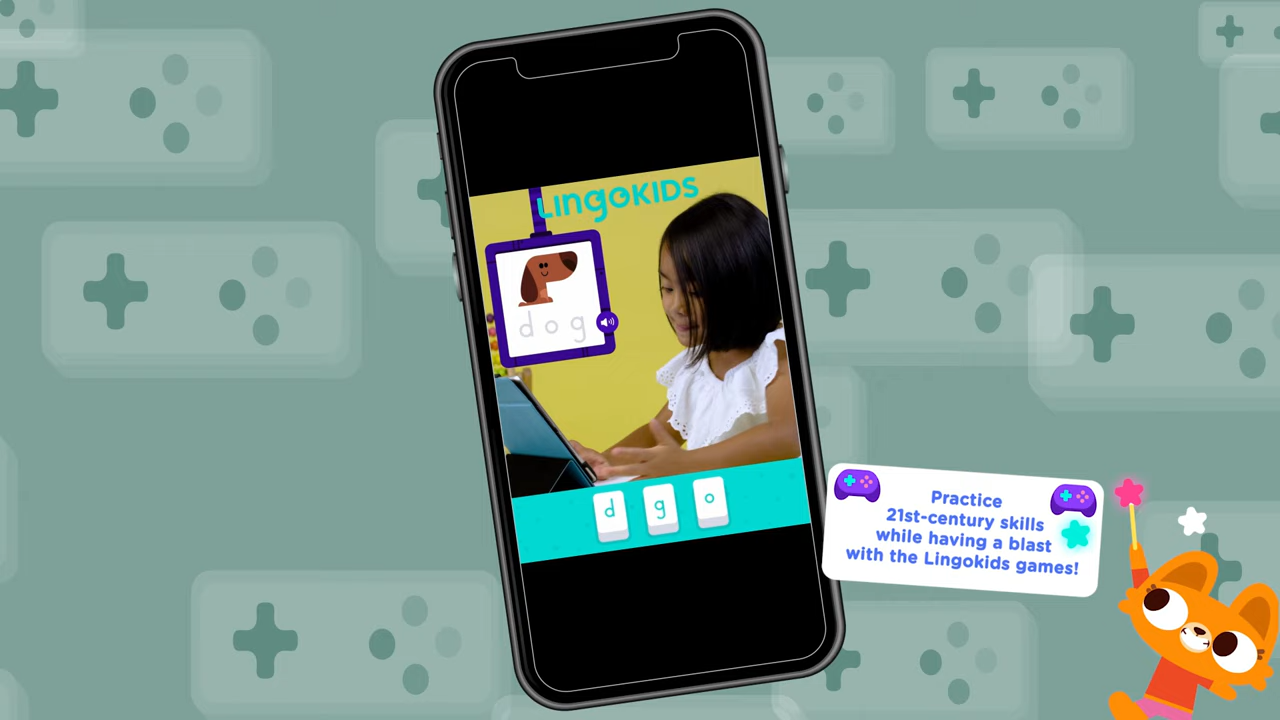 LINGOKIDS
dog
d g o
Practice
21st-century skills
while having a blast
with the Lingokids games!